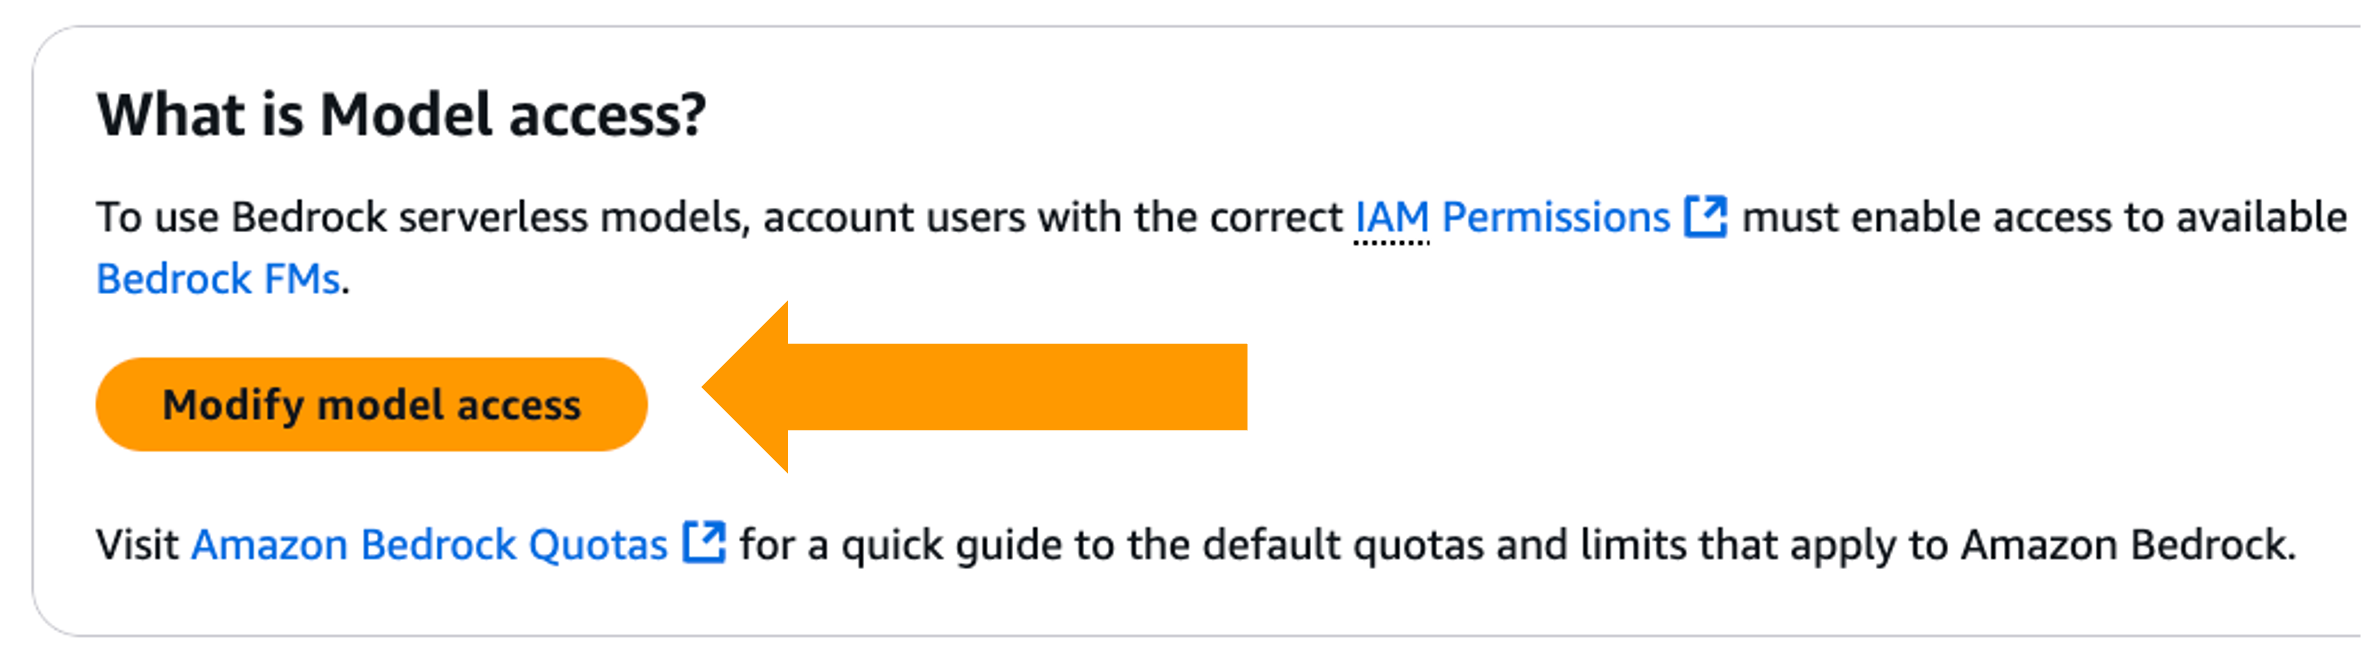 What is Model access?
To use Bedrock serverless models, account users with the correct IAM Permissions must enable access to available
Bedrock FMs.
Modify model access
Visit Amazon Bedrock Quotas for a quick guide to the default quotas and limits that apply to Amazon Bedrock.